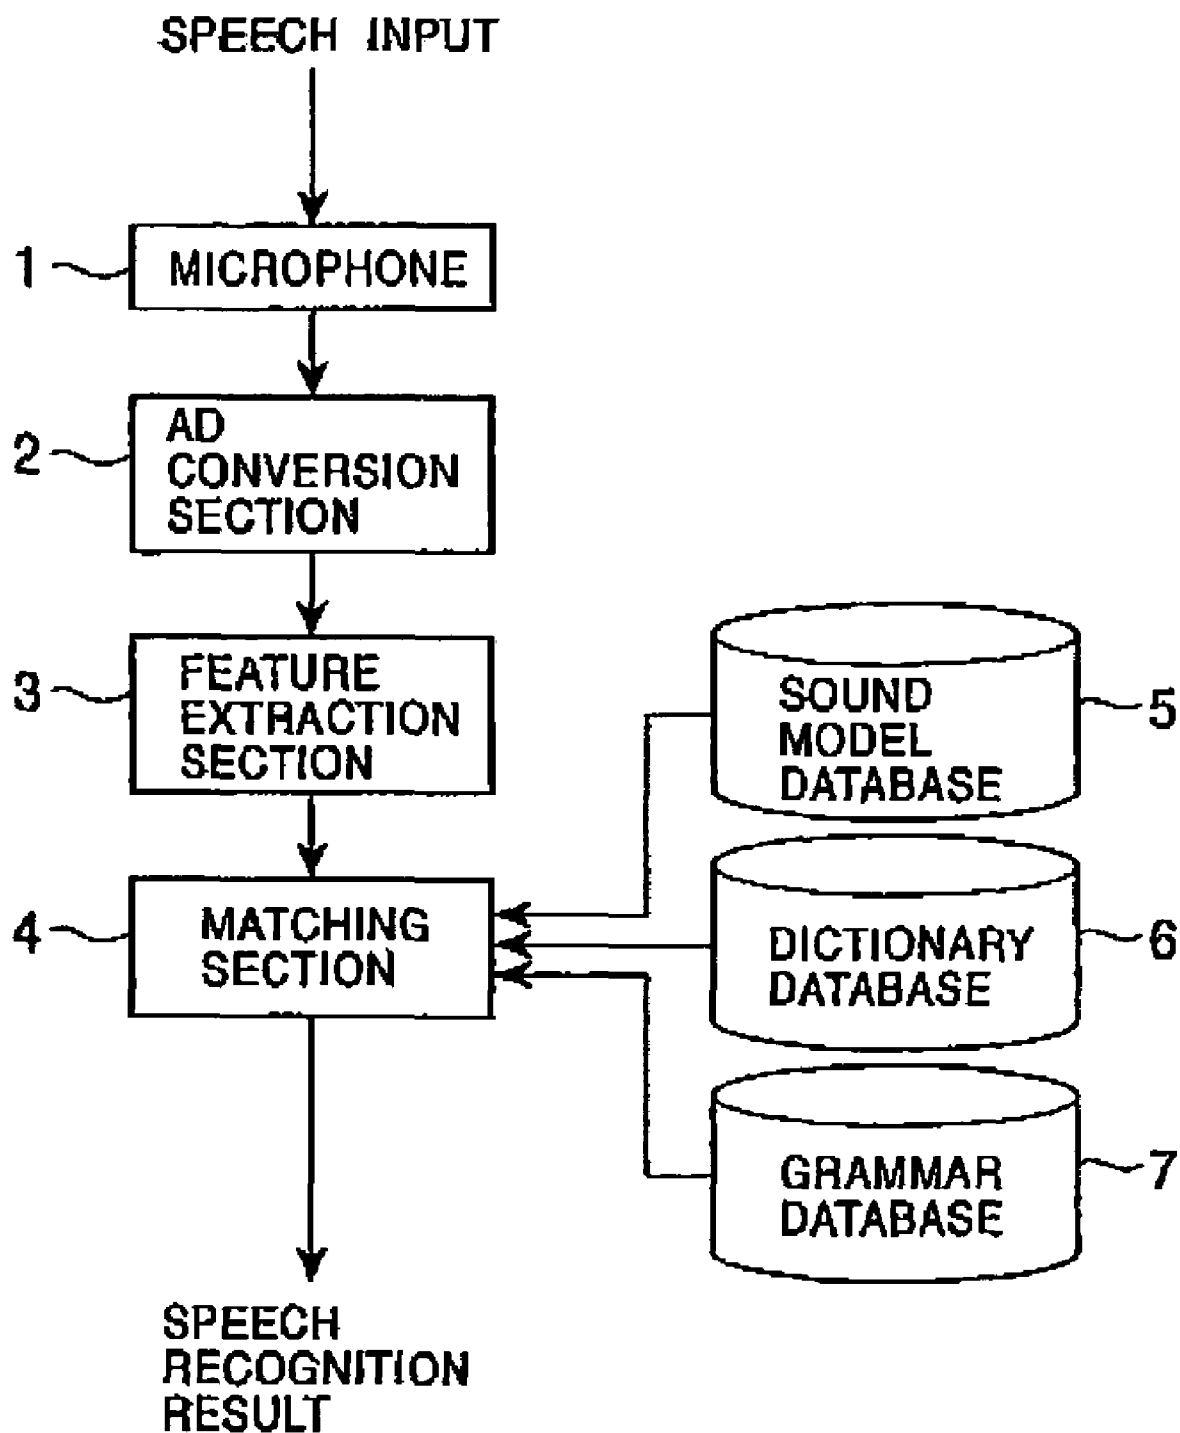 SPEECH INPUT
1
MICROPHONE
2
AD
CONVERSION
SECTION
3
FEATURE
EXTRACTION
SECTION
4
MATCHING
SECTION
SOUND
MODEL
DATABASE
5
DICTIONARY
DATABASE
6
GRAMMAR
DATABASE
7
SPEECH
RECOGNITION
RESULT